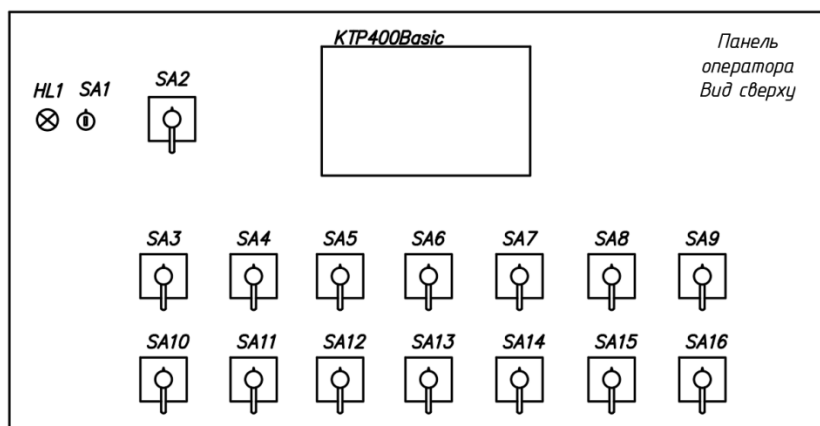 KTP400Basic
Панель
оператора
Вид сверху
HL1 SA1 SA2
SA3 SA4 SA5 SA6 SA7 SA8 SA9
SA10 SA11 SA12 SA13 SA14 SA15 SA16